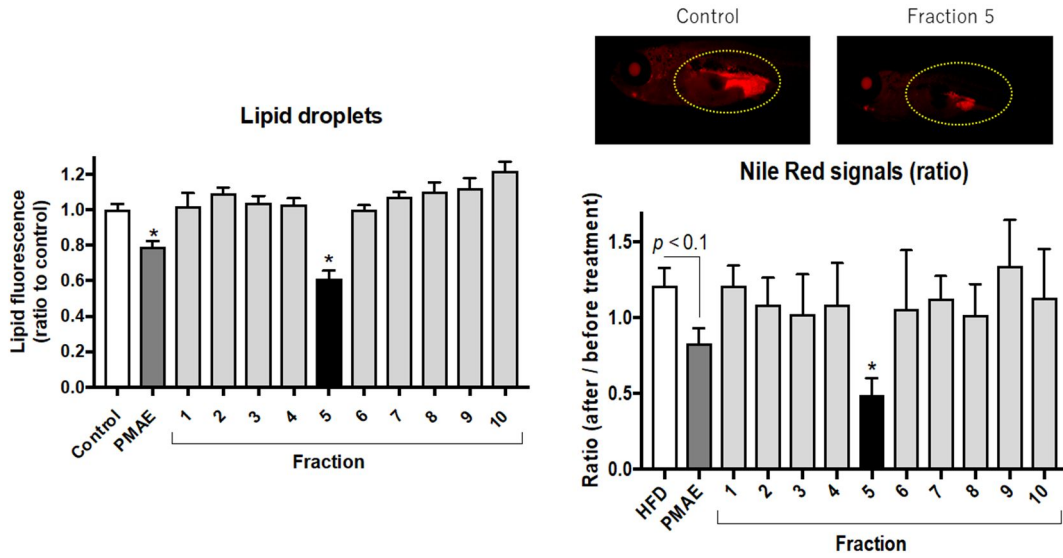 Lipid droplets
Lipid fluorescence
(ratio to control)
1.2
1.0
0.8
0.6
0.4
0.2
0.0
*
*
Control
PMAE
1
2
3
4
5
6
7
8
9
10
Fraction
Control
Fraction 5
Nile Red signals (ratio)
Ratio (after / before treatment)
1.5
1.0
0.5
0.0
p < 0.1
*
HFD
PMAE
1
2
3
4
5
6
7
8
9
10
Fraction